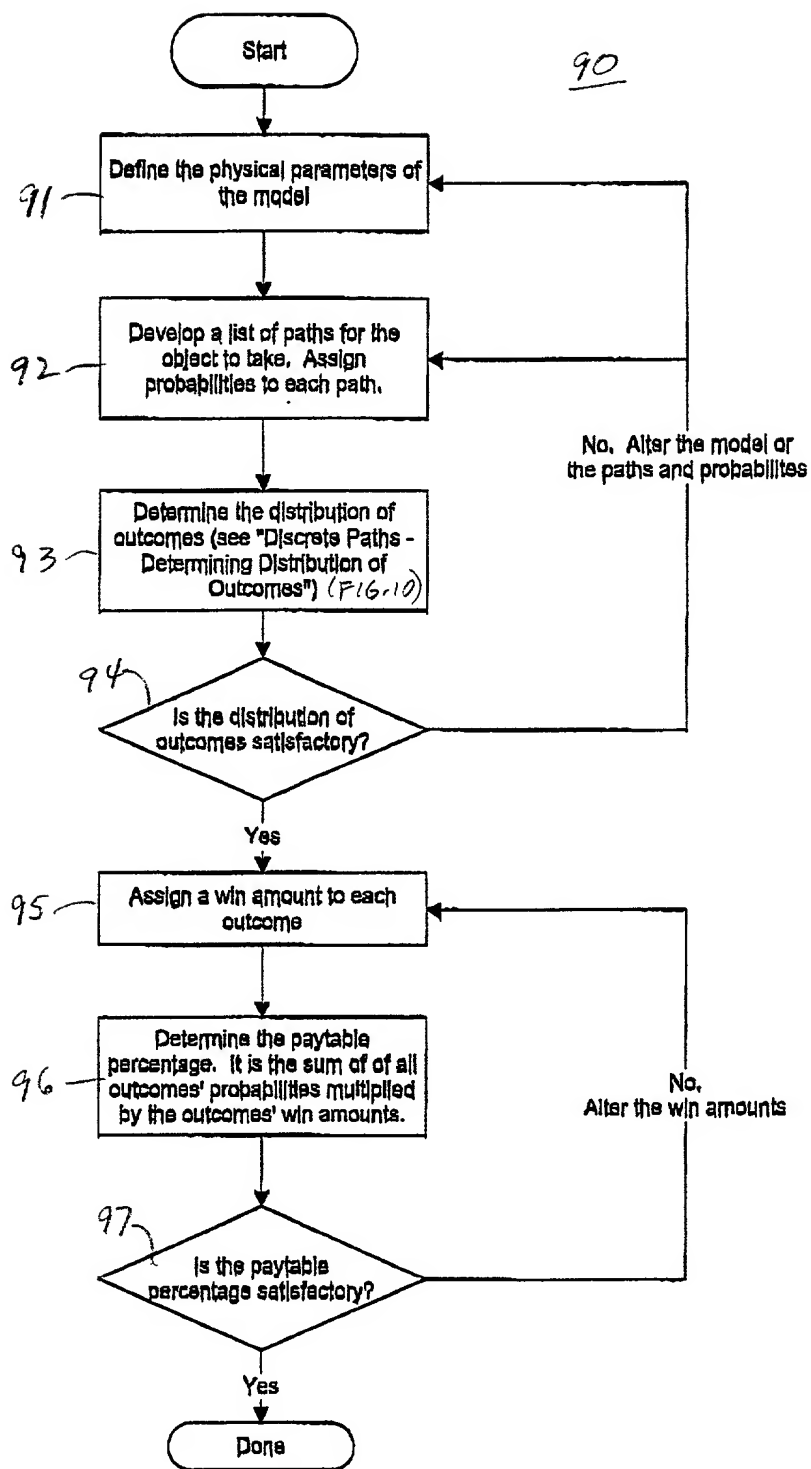 Start
90
91
Define the physical parameters of
the model
92
Develop a list of paths for the
object to take. Assign
probabilities to each path.
No. Alter the model or
the paths and probabilites
93
Determine the distribution of
outcomes (see "Discrete Paths -
Determining Distribution of
Outcomes") (FIG.10)
94
Is the distribution of
outcomes satisfactory?
Yes
95
Assign a win amount to each
outcome
96
Determine the paytable
percentage. It is the sum of of all
outcomes' probabilities multiplied
by the outcomes' win amounts.
No.
Alter the win amounts
97
Is the paytable
percentage satisfactory?
Yes
Done